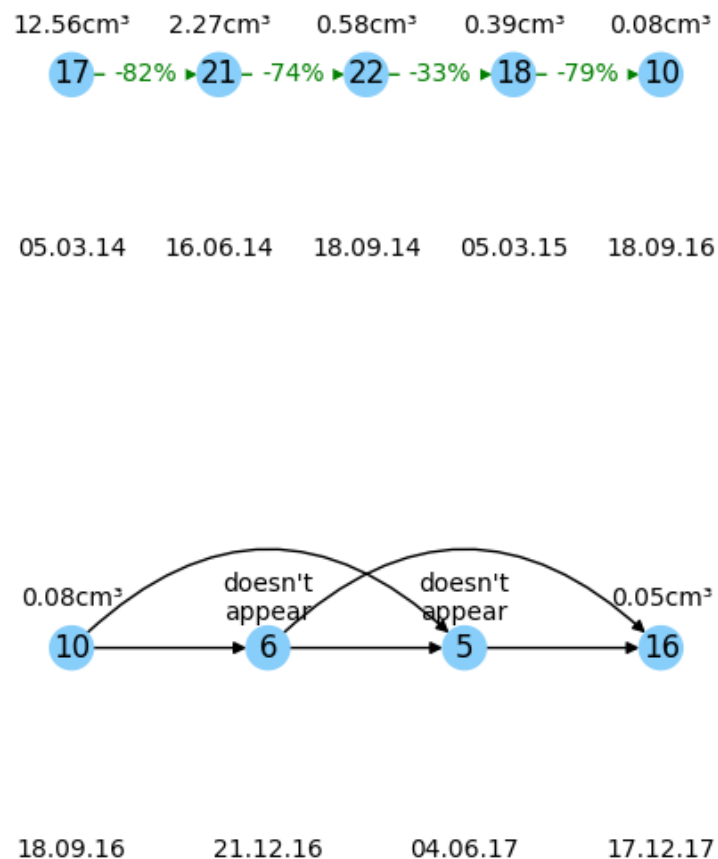 12.56cm³ 2.27cm³ 0.58cm³ 0.39cm³ 0.08cm³
17 -82% 21 -74% 22 -33% 18 -79% 10
05.03.14 16.06.14 18.09.14 05.03.15 18.09.16
doesn't doesn't
0.08cm³ appear appear 0.05cm³
10 6 5 16
18.09.16 21.12.16 04.06.17 17.12.17